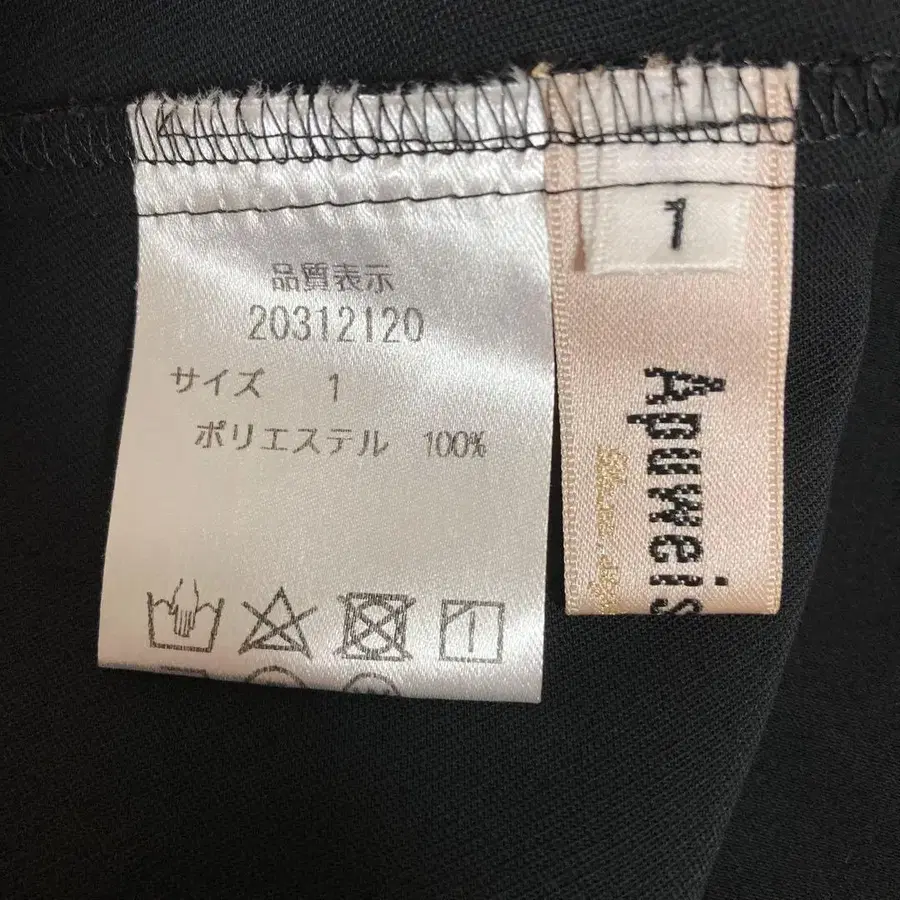 品質表示
20312120
サイズ 1
ポリエステル 100%
1
Apuweis